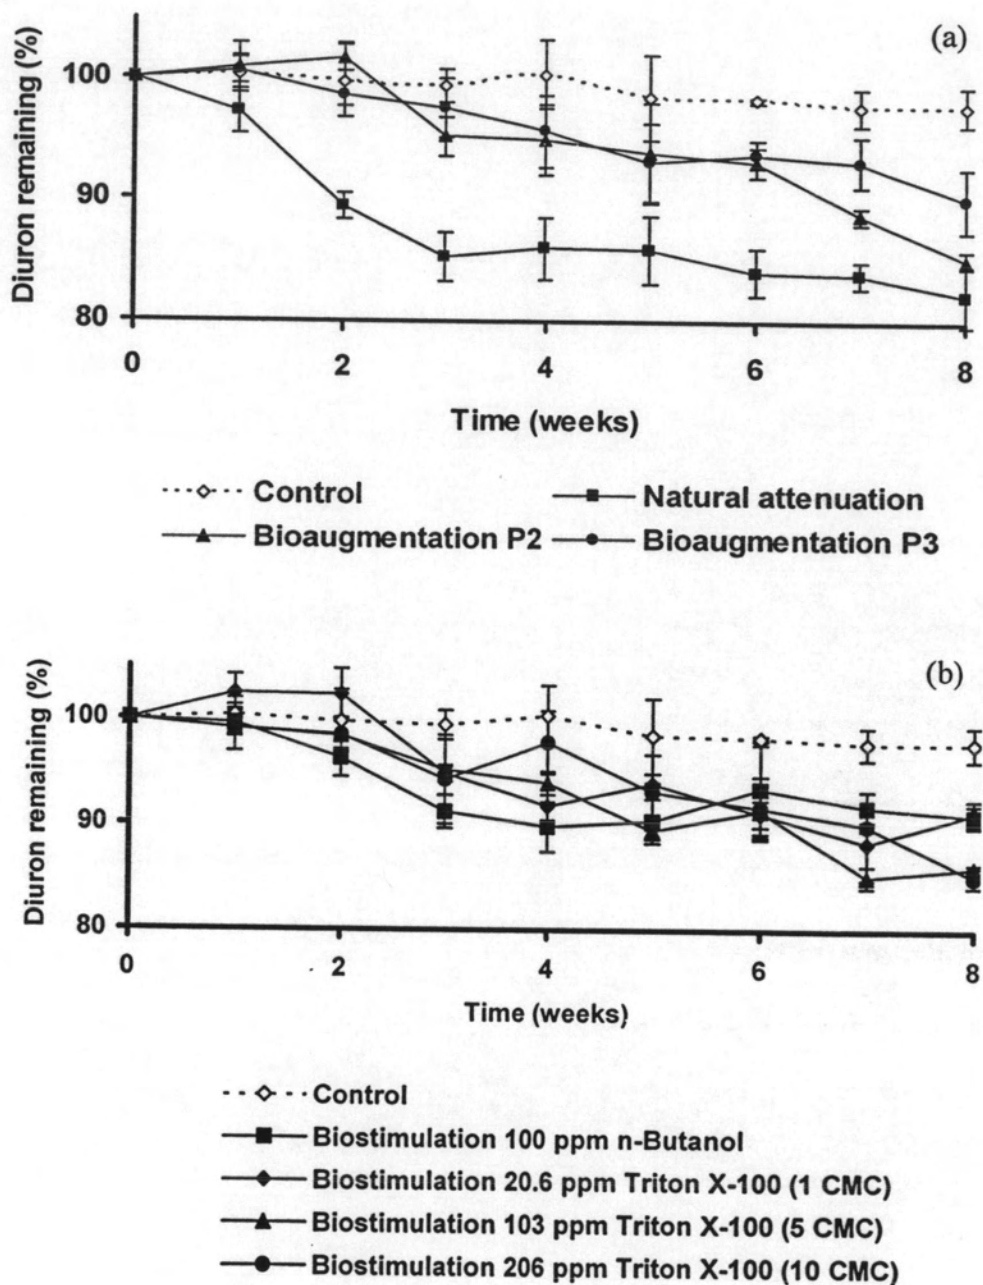 (a)
Diuron remaining (%)
100
90
80
0 2 4 6 8
Time (weeks)
Control Natural attenuation
Bioaugmentation P2 Bioaugmentation P3
(b)
Diuron remaining (%)
100
90
80
0 2 4 6 8
Time (weeks)
Control
Biostimulation 100 ppm n-Butanol
Biostimulation 20.6 ppm Triton X-100 (1 CMC)
Biostimulation 103 ppm Triton X-100 (5 CMC)
Biostimulation 206 ppm Triton X-100 (10 CMC)